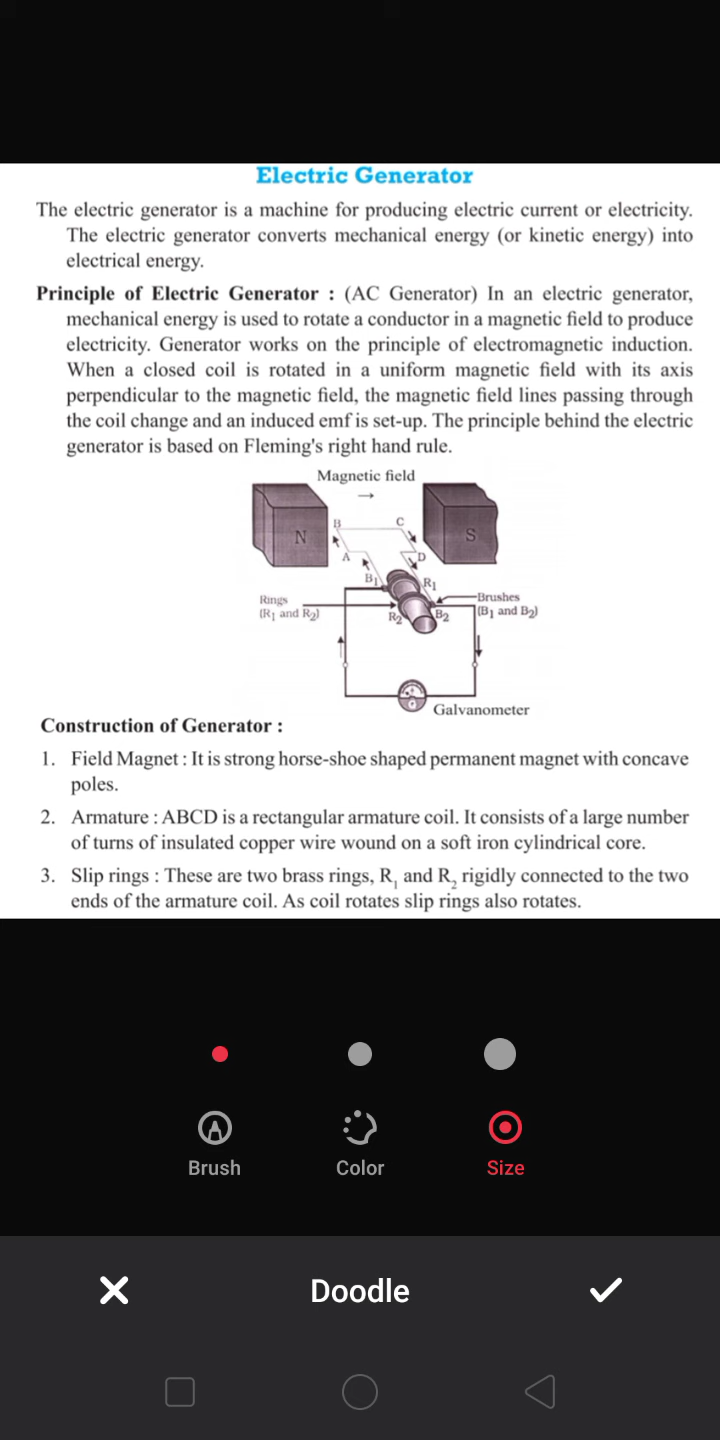 Electric Generator
The electric generator is a machine for producing electric current or electricity.
The electric generator converts mechanical energy (or kinetic energy) into
electrical energy.
Principle of Electric Generator : (AC Generator) In an electric generator,
mechanical energy is used to rotate a conductor in a magnetic field to produce
electricity. Generator works on the principle of electromagnetic induction.
When a closed coil is rotated in a uniform magnetic field with its axis
perpendicular to the magnetic field, the magnetic field lines passing through
the coil change and an induced emf is set-up. The principle behind the electric
generator is based on Fleming's right hand rule.
Magnetic field
→
N
B
C
S
A
D
B₁
R₁
Rings
(R₁ and R₂)
R₂
B₂
Brushes
(B₁ and B₂)
G
Galvanometer
Construction of Generator :
1. Field Magnet : It is strong horse-shoe shaped permanent magnet with concave
poles.
2. Armature : ABCD is a rectangular armature coil. It consists of a large number
of turns of insulated copper wire wound on a soft iron cylindrical core.
3. Slip rings : These are two brass rings, R₁ and R₂ rigidly connected to the two
ends of the armature coil. As coil rotates slip rings also rotates.
Brush
Color
Size
Doodle